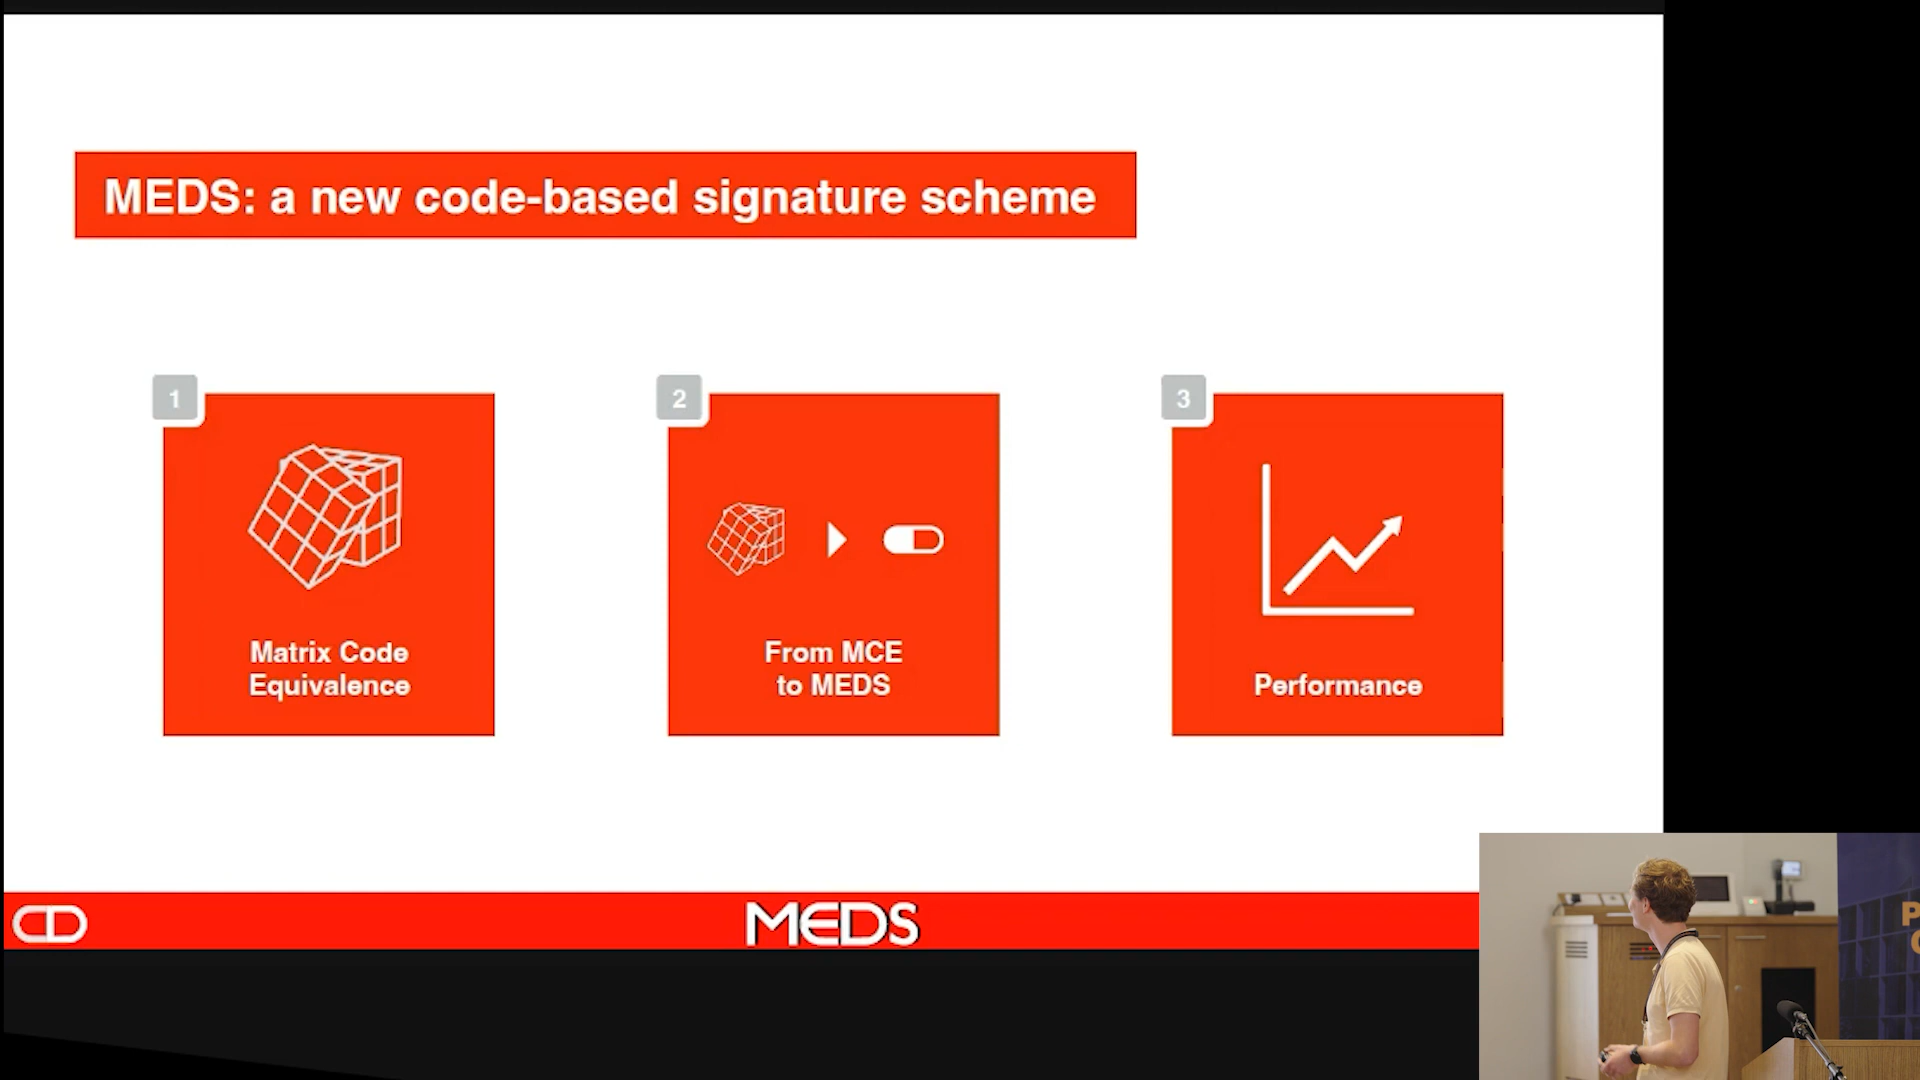 MEDS: a new code-based signature scheme
1
Matrix Code
Equivalence
2
From MCE
to MEDS
3
Performance
MEDS